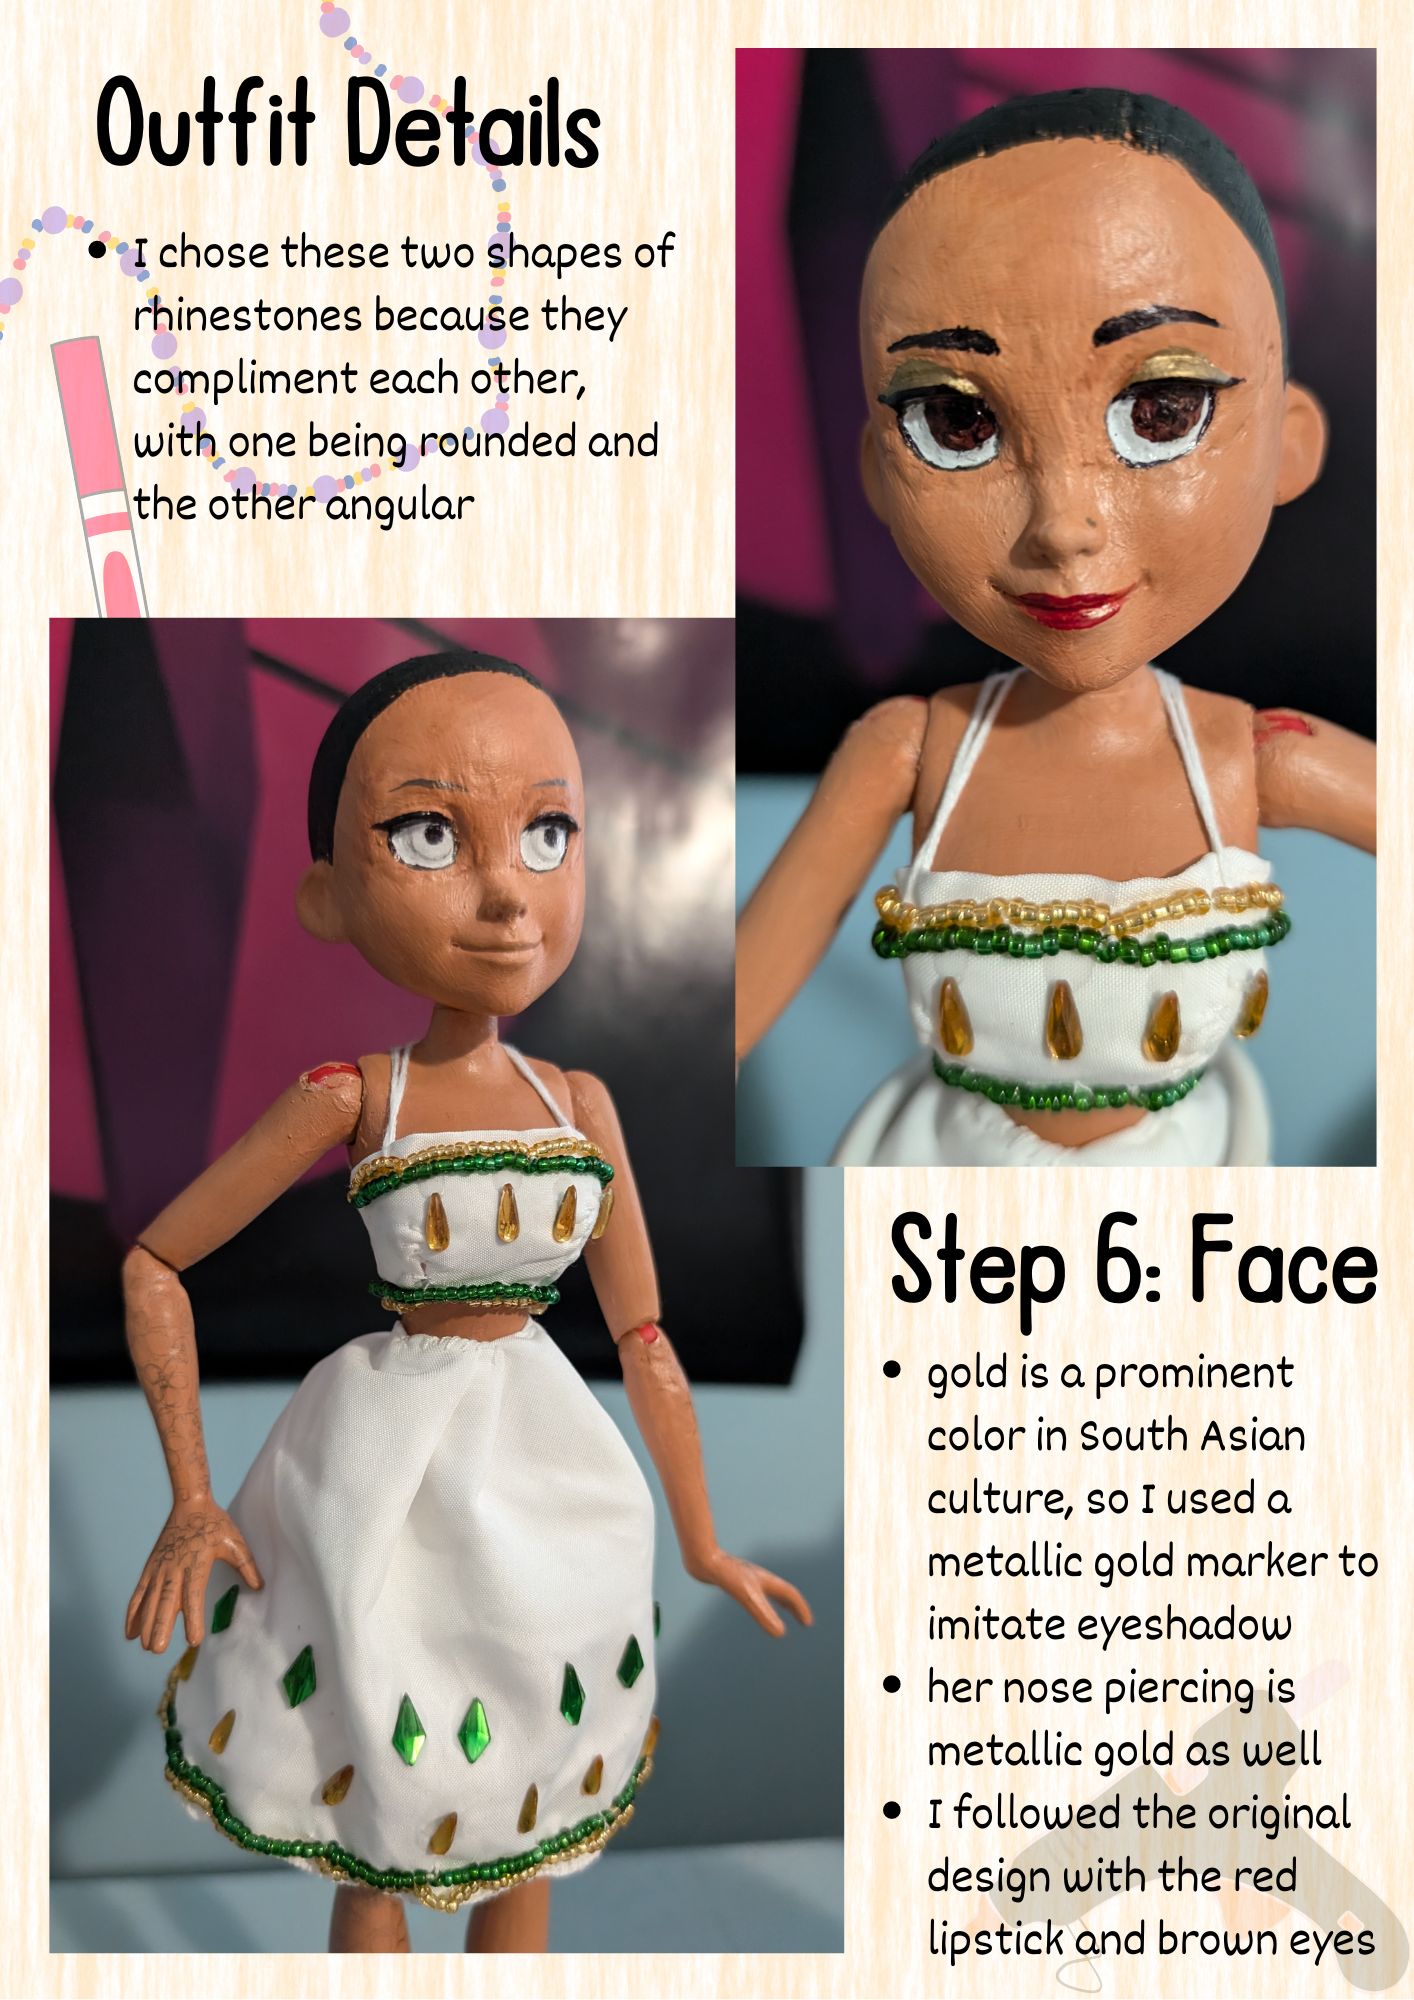 Outfit Details
• I chose these two shapes of
rhinestones because they
compliment each other,
with one being rounded and
the other angular
Step 6: Face
• gold is a prominent
color in South Asian
culture, so I used a
metallic gold marker to
imitate eyeshadow
• her nose piercing is
metallic gold as well
• I followed the original
design with the red
lipstick and brown eyes